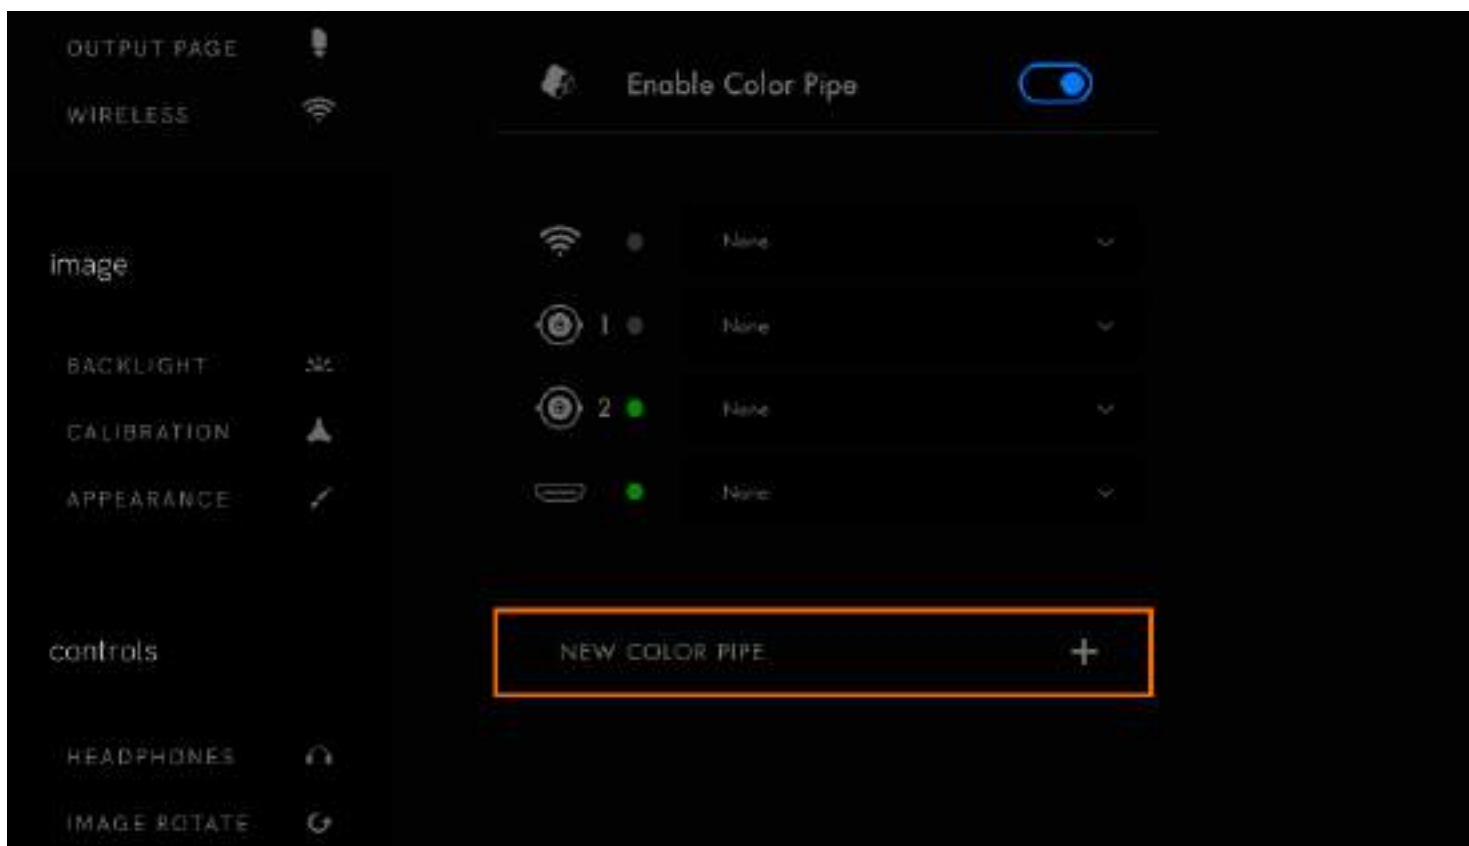 OUTPUT PAGE
WIRELESS
image
BACKLIGHT
CALIBRATION
APPEARANCE
controls
HEADPHONES
IMAGE ROTATE
Enable Color Pipe
None
1 None
2 None
None
NEW COLOR PIPE +